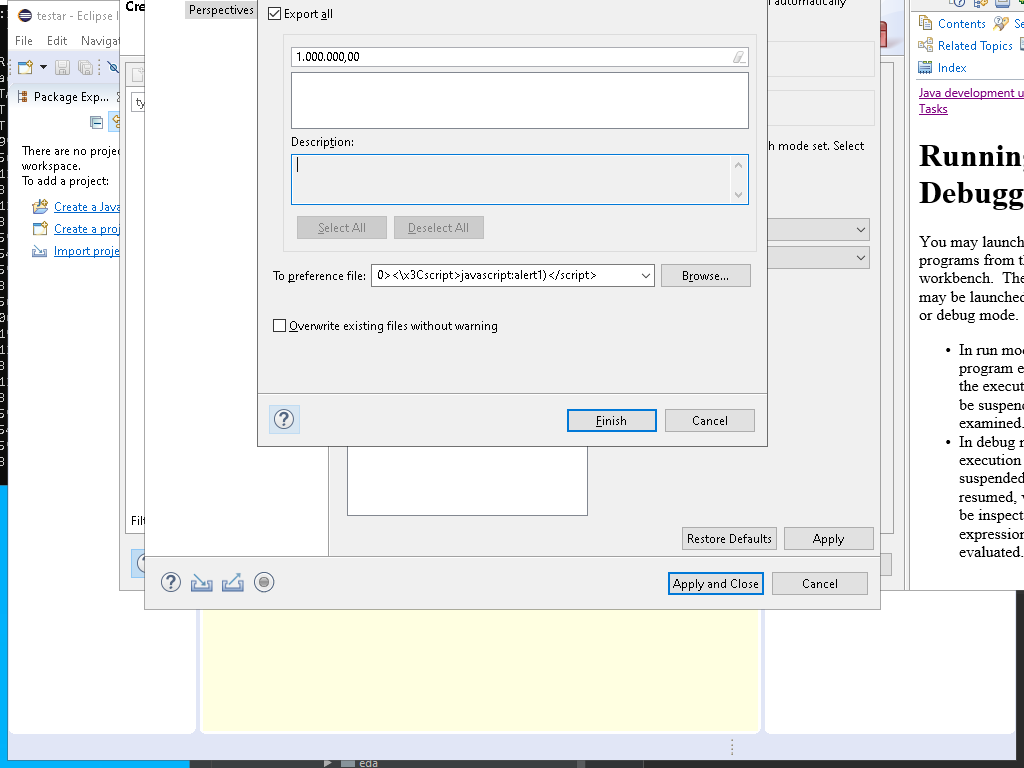 testar - Eclipse I
File Edit Navigat
Package Exp...
There are no projec
workspace.
To add a project:
Create a Java
Create a proj
Import proje
Cre
ty
Filt
Perspectives
Export all
1.000.000,00
Description:
Select All
Deselect All
To preference file:
0><\x3Cscript>javascript:alert1)</script>
Browse...
Overwrite existing files without warning
Finish
Cancel
automatically
h mode set. Select
Restore Defaults
Apply
Apply and Close
Cancel
Contents
Se
Related Topics
Index
Java development u
Tasks
Running
Debugg
You may launch
programs from th
workbench. The
may be launched
or debug mode.
• In run mod
program e
the execut
be suspend
examined.
• In debug m
execution
suspended
resumed, v
be inspect
expression
evaluated.
eda